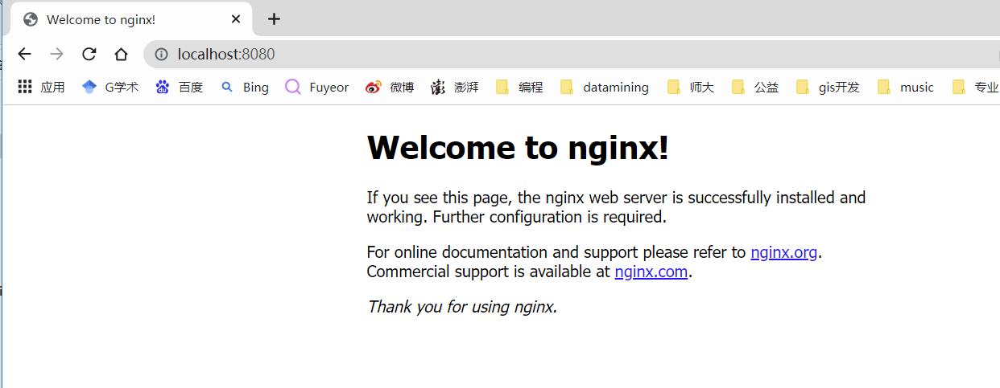 Welcome to nginx!
localhost:8080
应用 G学术 百度 Bing Fuyeor 微博 澎湃 编程 datamining 师大 公益 gis开发 music 专业
Welcome to nginx!
If you see this page, the nginx web server is successfully installed and
working. Further configuration is required.
For online documentation and support please refer to nginx.org.
Commercial support is available at nginx.com.
Thank you for using nginx.